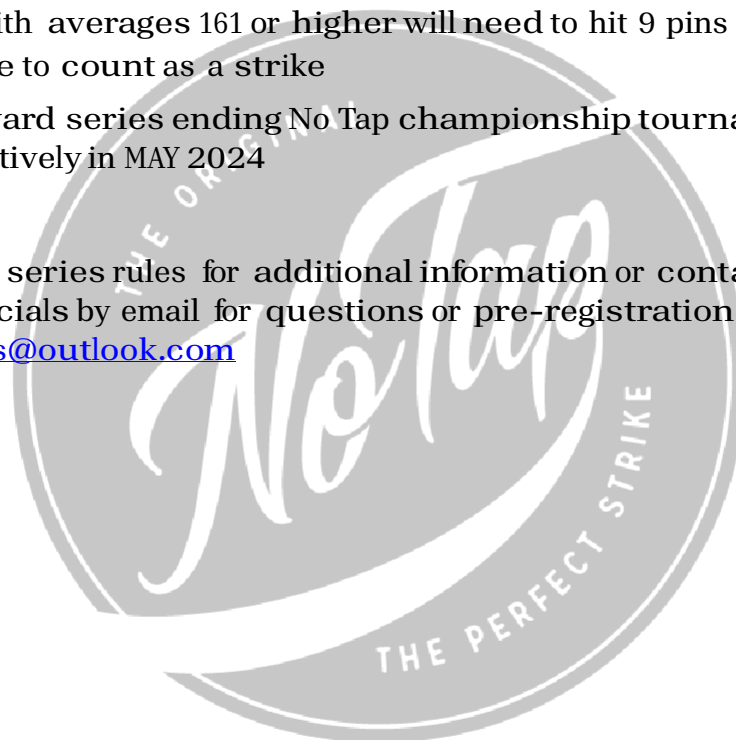 ith averages 161 or higher will need to hit 9 pins
e to count as a strike
ard series ending No Tap championship tourna
tively in MAY 2024
series rules for additional information or conta
cials by email for questions or pre-registration
s@outlook.com
THE ORIGINAL
No Tap
THE PERFECT STRIKE